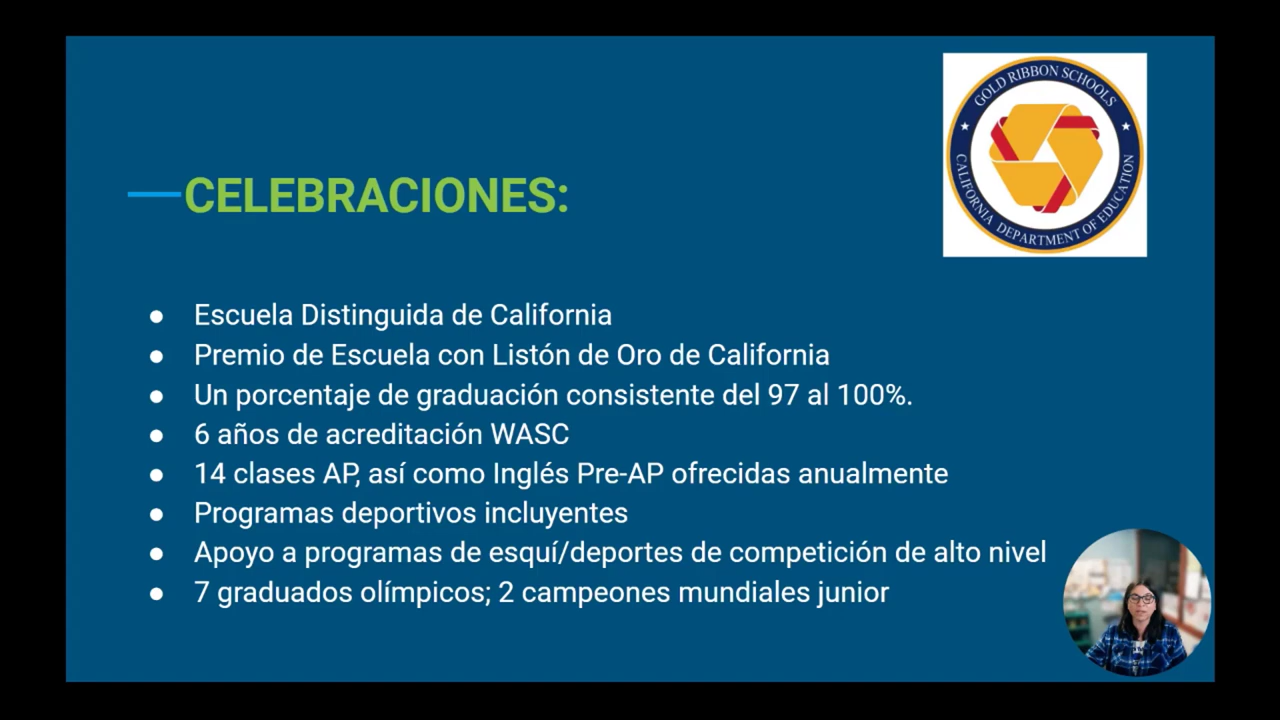 GOLD RIBBON SCHOOLS
CALIFORNIA DEPARTMENT OF EDUCATION
CELEBRACIONES:
● Escuela Distinguida de California
● Premio de Escuela con Listón de Oro de California
● Un porcentaje de graduación consistente del 97 al 100%.
● 6 años de acreditación WASC
● 14 clases AP, así como Inglés Pre-AP ofrecidas anualmente
● Programas deportivos incluyentes
● Apoyo a programas de esquí/deportes de competición de alto nivel
● 7 graduados olímpicos; 2 campeones mundiales junior